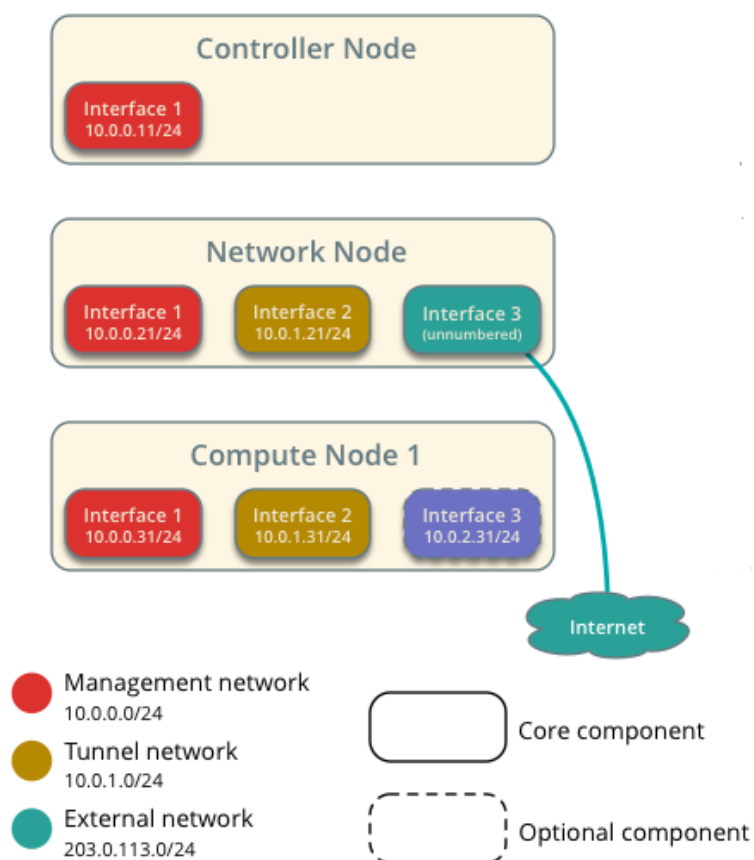 Controller Node
Interface 1
10.0.0.11/24
Network Node
Interface 1
10.0.0.21/24
Interface 2
10.0.1.21/24
Interface 3
(unnumbered)
Compute Node 1
Interface 1
10.0.0.31/24
Interface 2
10.0.1.31/24
Interface 3
10.0.2.31/24
Internet
Management network
10.0.0.0/24
Tunnel network
10.0.1.0/24
External network
203.0.113.0/24
Core component
Optional component